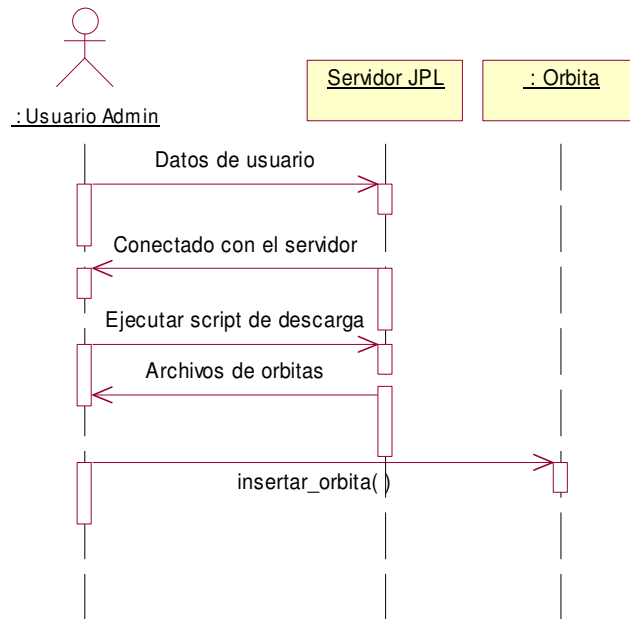 : Usuario Admin
Servidor JPL
: Orbita
Datos de usuario
Conectado con el servidor
Ejecutar script de descarga
Archivos de orbitas
insertar_orbita( )